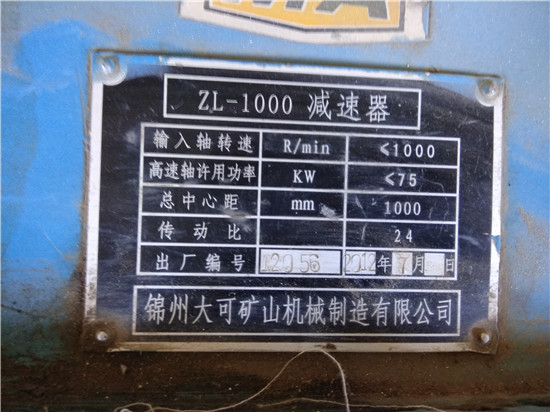 ZL-1000 减速器
输入轴转速 R/min ≤1000
高速轴许用功率 KW ≤75
总中心距 mm 1000
传动比 24
出厂编号 12056 2012年7月 日
锦州大可矿山机械制造有限公司